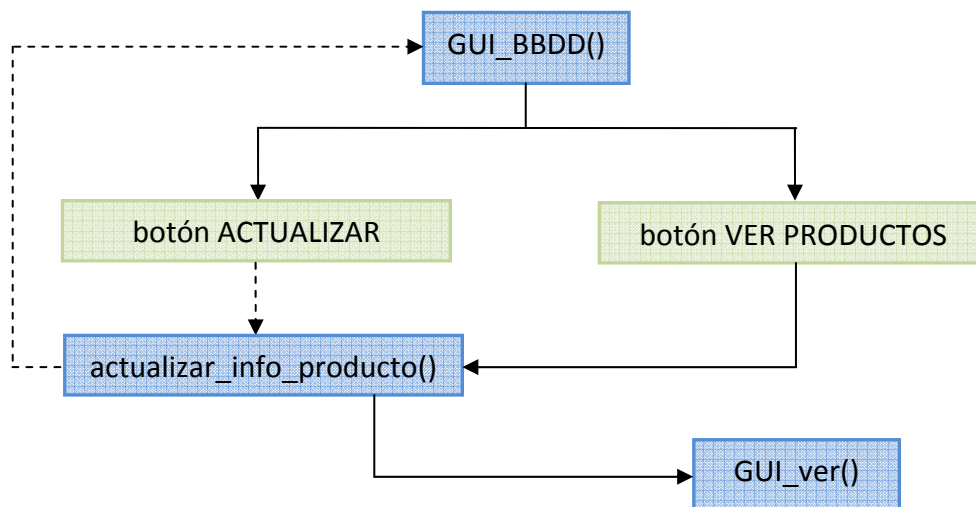 GUI_BBDD()
botón ACTUALIZAR
botón VER PRODUCTOS
actualizar_info_producto()
GUI_ver()